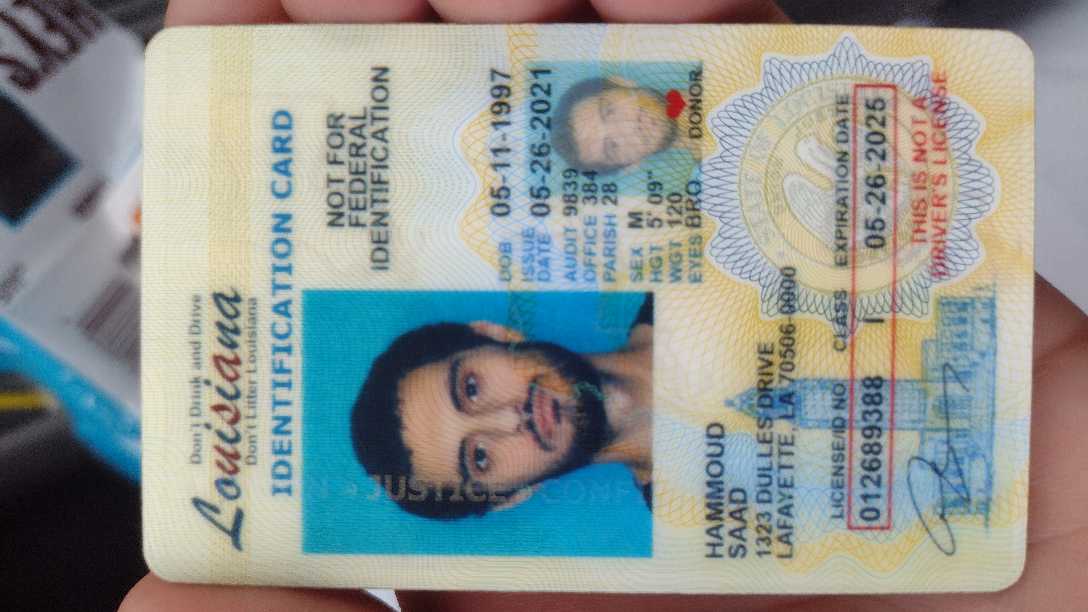 Don't Drink and Drive
Louisiana
Don't Litter Louisiana
IDENTIFICATION CARD
NOT FOR
FEDERAL
IDENTIFICATION
DOB 05-11-1997
ISSUE
DATE 05-26-2021
AUDIT 9839
OFFICE 384
PARISH 28
SEX M
HGT 5' 09"
WGT 120
EYES BRO
DONOR
HAMMOUD
SAAD
1323 DULLES DRIVE
LAFAYETTE, LA 70506-0000
LICENSE/ID NO CLASS EXPIRATION DATE
012689388 I 05-26-2025
THIS IS NOT A
DRIVER'S LICENSE
STATE OF
JUSTICE